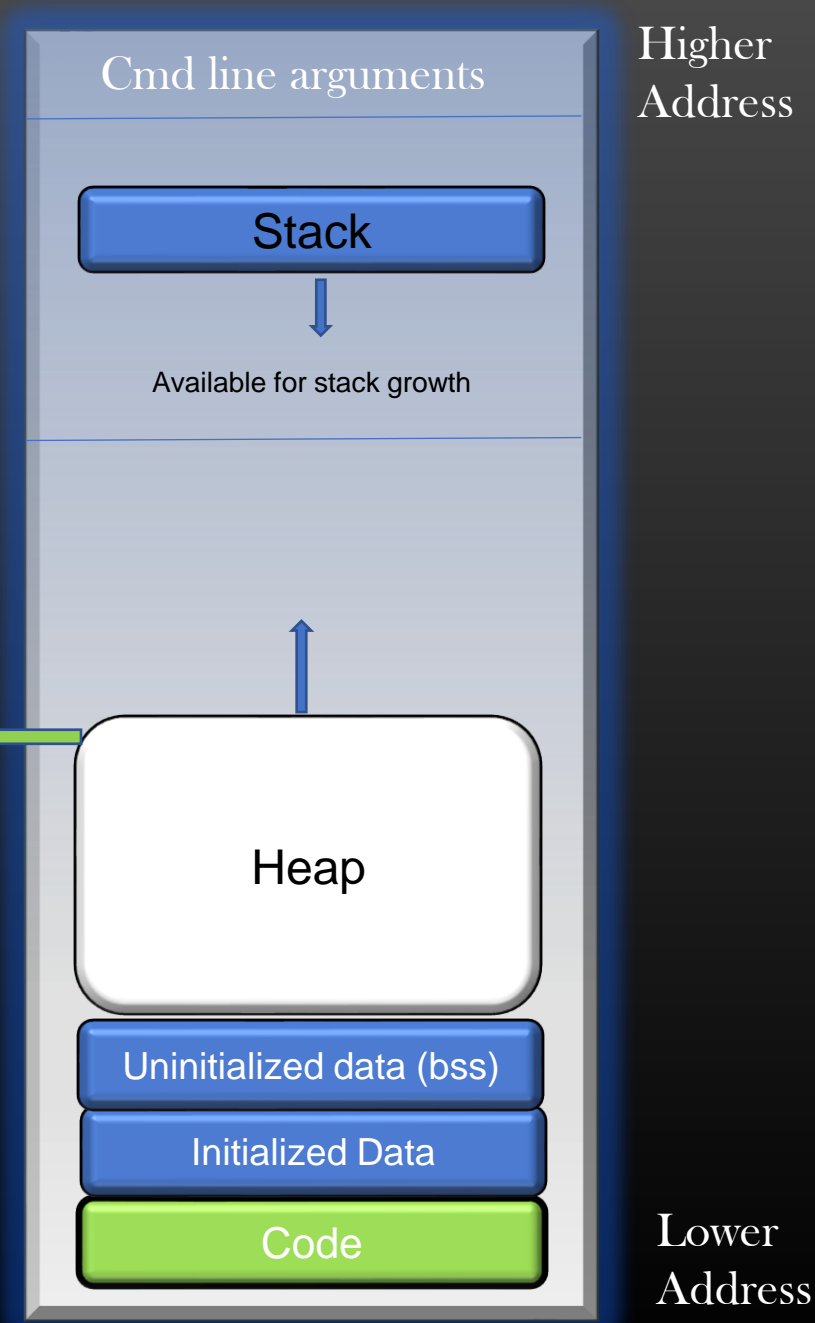 Cmd line arguments
Higher
Address
Stack
Available for stack growth
Heap
Uninitialized data (bss)
Initialized Data
Code
Lower
Address